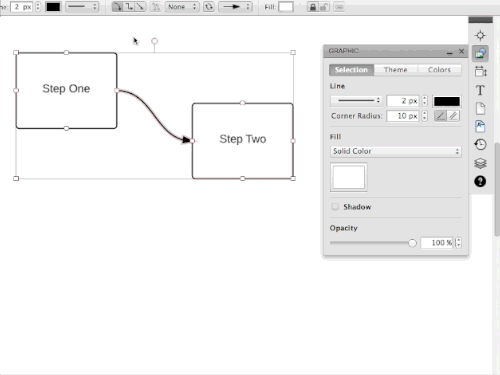 2 px
None
Fill:
Step One
Step Two
GRAPHIC
Selection
Theme
Colors
Line
2 px
Corner Radius:
10 px
Fill
Solid Color
Shadow
Opacity
100 %